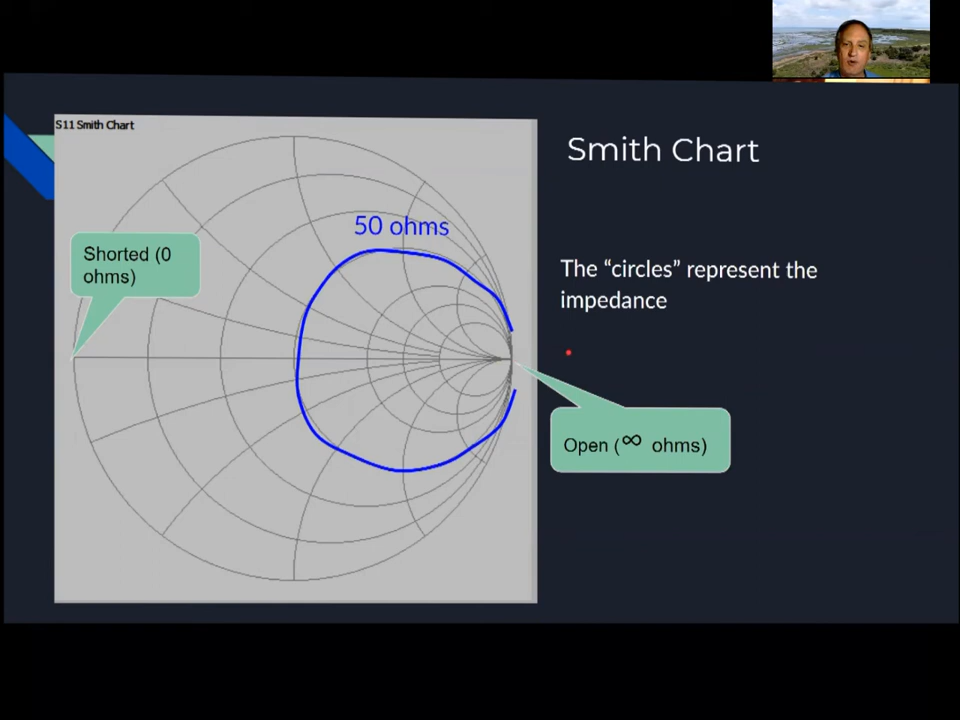 S11 Smith Chart
Smith Chart
50 ohms
Shorted (0
ohms)
The “circles” represent the
impedance
Open (∞ ohms)